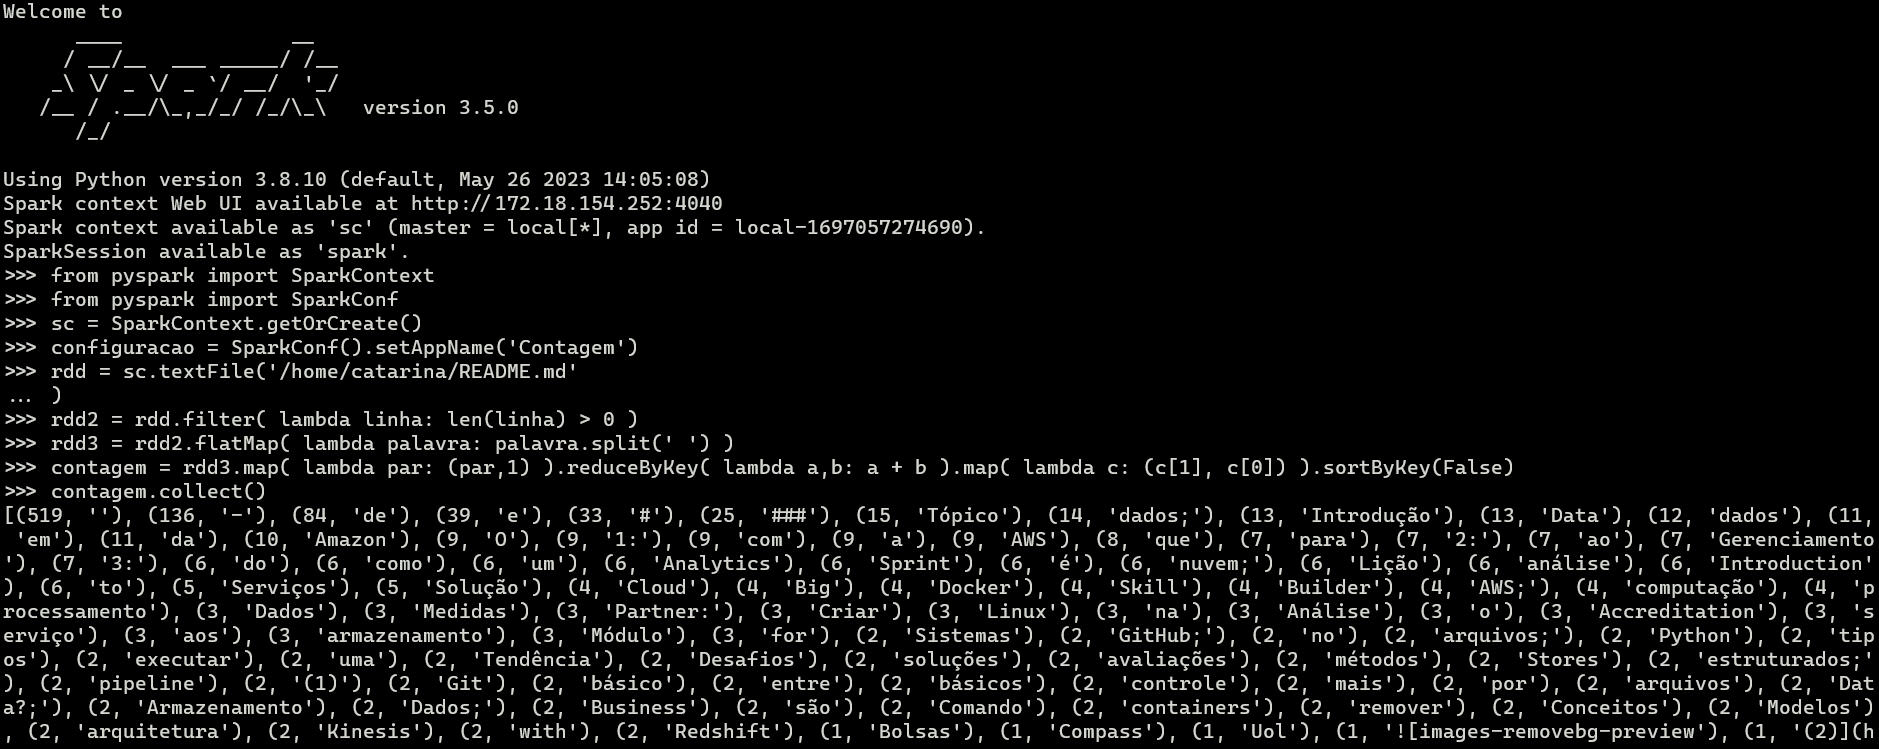 Welcome to
      ____              __
     / __/__  ___ _____/ /__
    _\ \/ _ \/ _ `/ __/  '_/
   /__ / .__/\_,_/_/ /_/\_\   version 3.5.0
      /_/
Using Python version 3.8.10 (default, May 26 2023 14:05:08)
Spark context Web UI available at http://172.18.154.252:4040
Spark context available as 'sc' (master = local[*], app id = local-1697057274690).
SparkSession available as 'spark'.
>>> from pyspark import SparkContext
>>> from pyspark import SparkConf
>>> sc = SparkContext.getOrCreate()
>>> configuracao = SparkConf().setAppName('Contagem')
>>> rdd = sc.textFile('/home/catarina/README.md'
... )
>>> rdd2 = rdd.filter( lambda linha: len(linha) > 0 )
>>> rdd3 = rdd2.flatMap( lambda palavra: palavra.split(' ') )
>>> contagem = rdd3.map( lambda par: (par,1) ).reduceByKey( lambda a,b: a + b ).map( lambda c: (c[1], c[0]) ).sortByKey(False)
>>> contagem.collect()
[(519, ''), (136, '-'), (84, 'de'), (39, 'e'), (33, '#'), (25, '###'), (15, 'Tópico'), (14, 'dados;'), (13, 'Introdução'), (13, 'Data'), (12, 'dados'), (11,
 'em'), (11, 'da'), (10, 'Amazon'), (9, 'O'), (9, '1:'), (9, 'com'), (9, 'a'), (9, 'AWS'), (8, 'que'), (7, 'para'), (7, '2:'), (7, 'ao'), (7, 'Gerenciamento
'), (7, '3:'), (6, 'do'), (6, 'como'), (6, 'um'), (6, 'Analytics'), (6, 'Sprint'), (6, 'é'), (6, 'nuvem;'), (6, 'Lição'), (6, 'análise'), (6, 'Introduction'
), (6, 'to'), (5, 'Serviços'), (5, 'Solução'), (4, 'Cloud'), (4, 'Big'), (4, 'Docker'), (4, 'Skill'), (4, 'Builder'), (4, 'AWS;'), (4, 'computação'), (4, 'p
rocessamento'), (3, 'Dados'), (3, 'Medidas'), (3, 'Partner:'), (3, 'Criar'), (3, 'Linux'), (3, 'na'), (3, 'Análise'), (3, 'o'), (3, 'Accreditation'), (3, 's
erviço'), (3, 'aos'), (3, 'armazenamento'), (3, 'Módulo'), (3, 'for'), (2, 'Sistemas'), (2, 'GitHub;'), (2, 'no'), (2, 'arquivos;'), (2, 'Python'), (2, 'tip
os'), (2, 'executar'), (2, 'uma'), (2, 'Tendência'), (2, 'Desafios'), (2, 'soluções'), (2, 'avaliações'), (2, 'métodos'), (2, 'Stores'), (2, 'estruturados;'
), (2, 'pipeline'), (2, '(1)'), (2, 'Git'), (2, 'básico'), (2, 'entre'), (2, 'básicos'), (2, 'controle'), (2, 'mais'), (2, 'por'), (2, 'arquivos'), (2, 'Dat
a?;'), (2, 'Armazenamento'), (2, 'Dados;'), (2, 'Business'), (2, 'são'), (2, 'Comando'), (2, 'containers'), (2, 'remover'), (2, 'Conceitos'), (2, 'Modelos')
, (2, 'arquitetura'), (2, 'Kinesis'), (2, 'with'), (2, 'Redshift'), (1, 'Bolsas'), (1, 'Compass'), (1, 'Uol'), (1, '![images-removebg-preview'), (1, '(2)](h